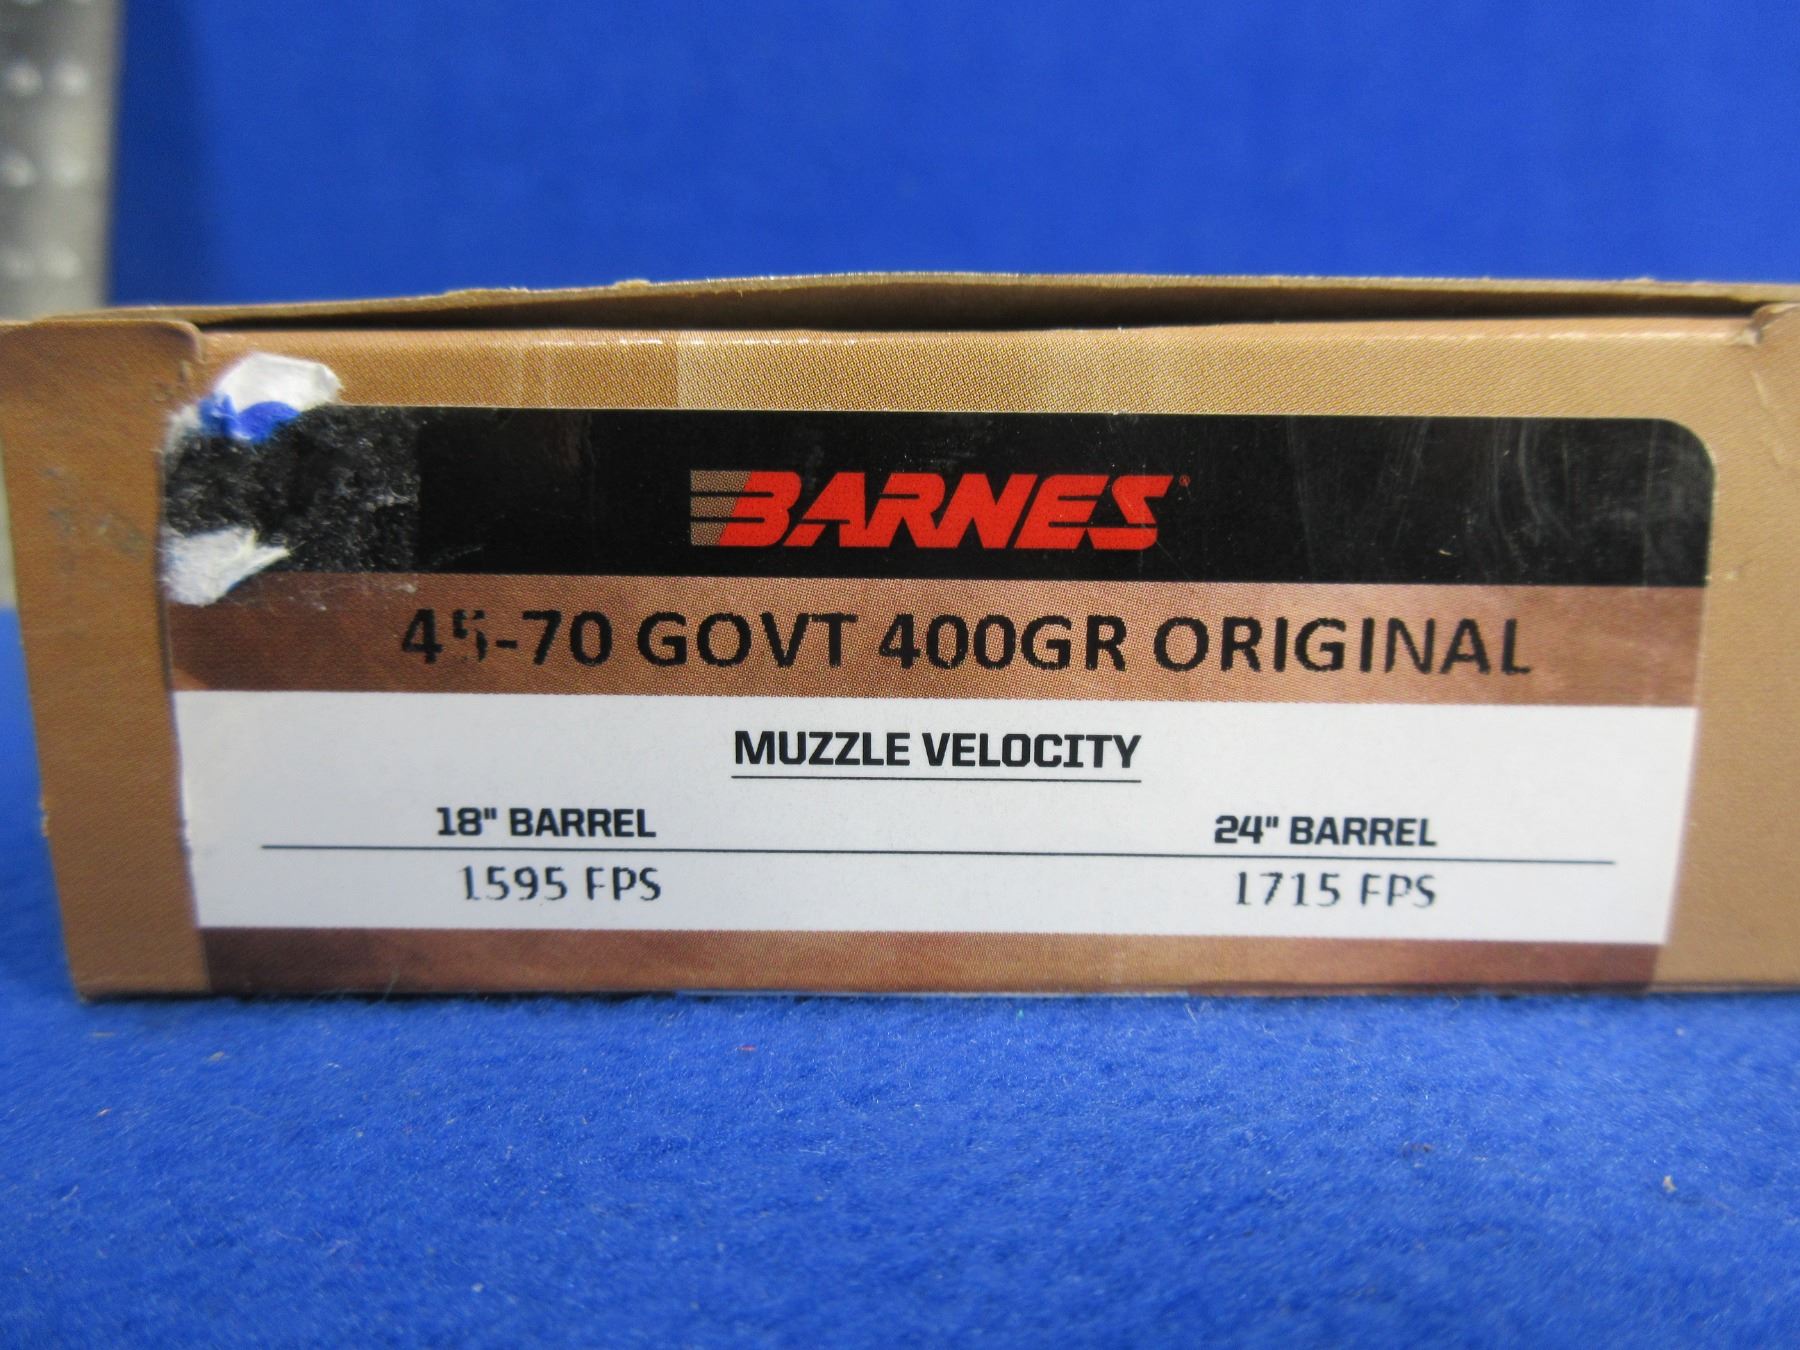 BARNES®
45-70 GOVT 400GR ORIGINAL
MUZZLE VELOCITY
18" BARREL 24" BARREL
1595 FPS 1715 FPS